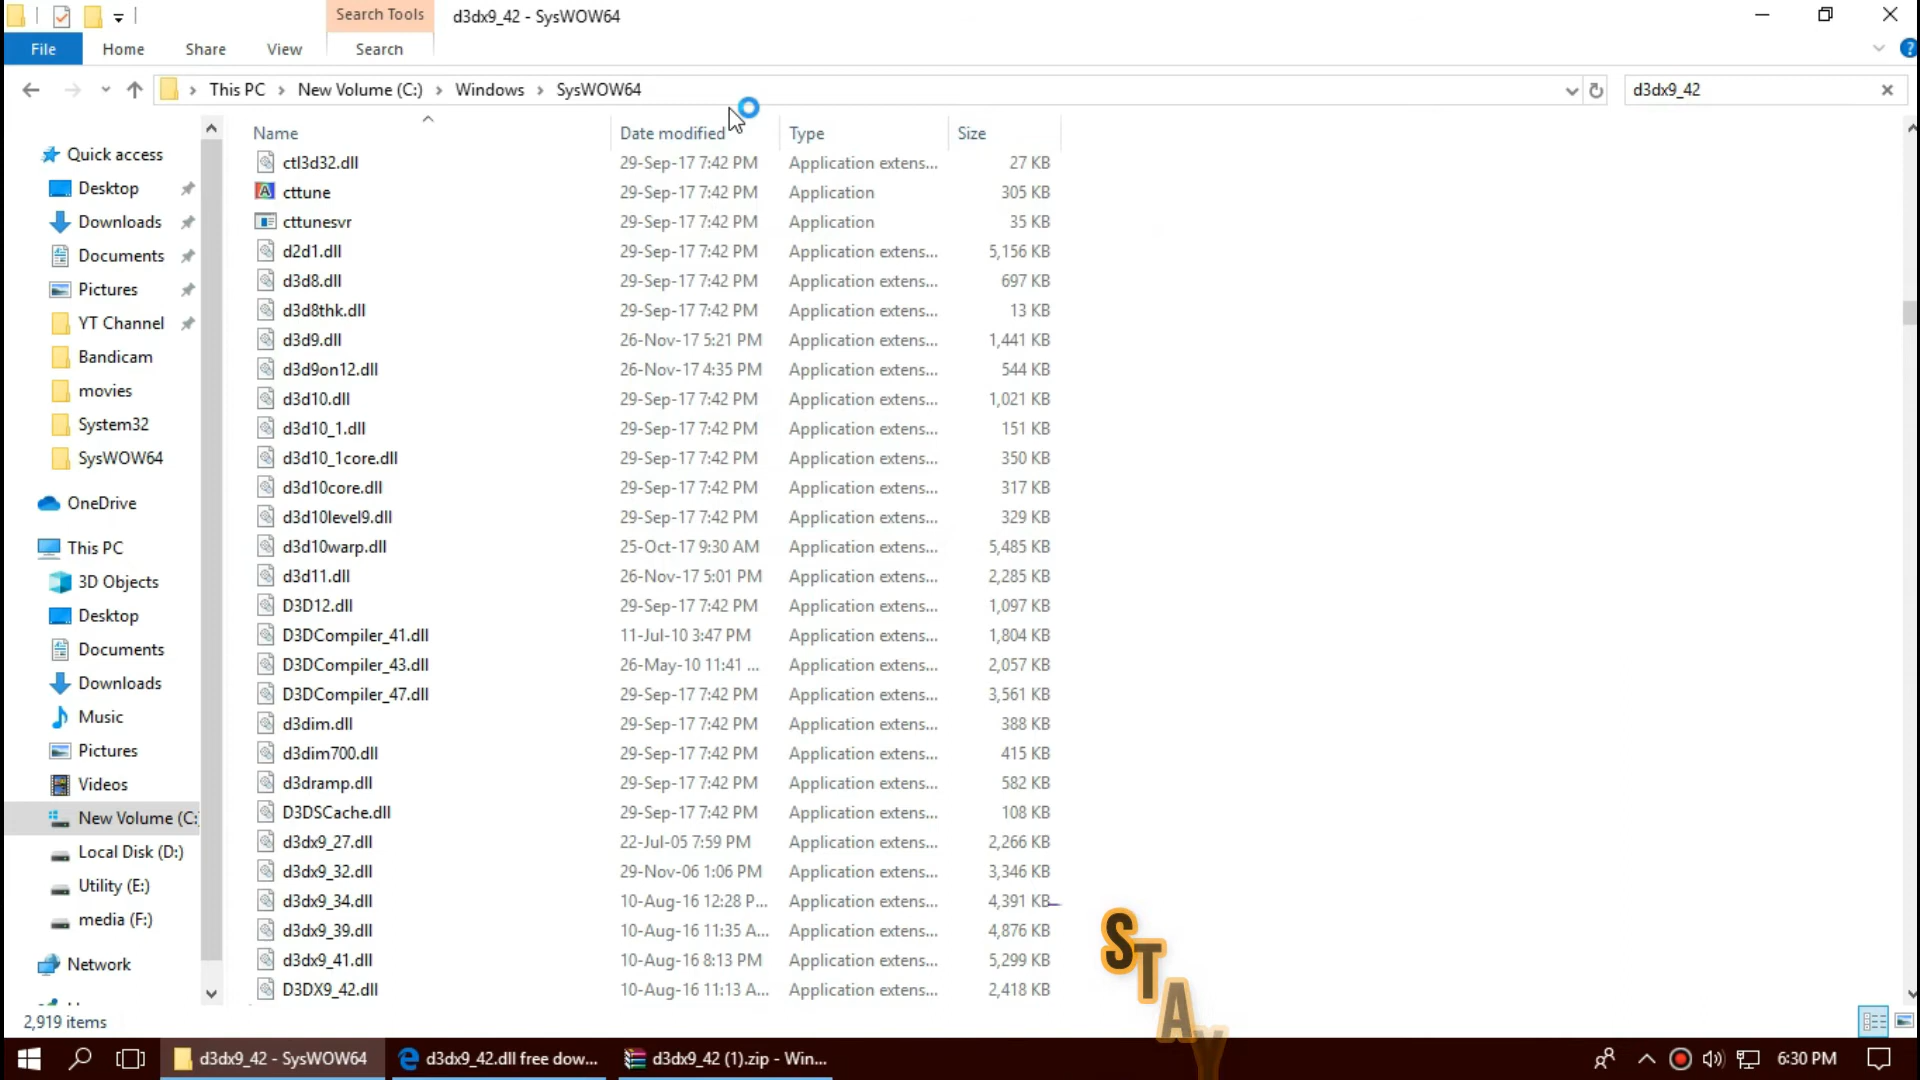 Search Tools
d3dx9_42 - SysWOW64
File Home Share View Search
This PC New Volume (C:) Windows SysWOW64
d3dx9_42
Name Date modified Type Size
Quick access
Desktop
Downloads
Documents
Pictures
YT Channel
Bandicam
movies
System32
SysWOW64
OneDrive
This PC
3D Objects
Desktop
Documents
Downloads
Music
Pictures
Videos
New Volume (C:
Local Disk (D:)
Utility (E:)
media (F:)
Network
ctl3d32.dll 29-Sep-17 7:42 PM Application extens... 27 KB
cttune 29-Sep-17 7:42 PM Application 305 KB
cttunesvr 29-Sep-17 7:42 PM Application 35 KB
d2d1.dll 29-Sep-17 7:42 PM Application extens... 5,156 KB
d3d8.dll 29-Sep-17 7:42 PM Application extens... 697 KB
d3d8thk.dll 29-Sep-17 7:42 PM Application extens... 13 KB
d3d9.dll 26-Nov-17 5:21 PM Application extens... 1,441 KB
d3d9on12.dll 26-Nov-17 4:35 PM Application extens... 544 KB
d3d10.dll 29-Sep-17 7:42 PM Application extens... 1,021 KB
d3d10_1.dll 29-Sep-17 7:42 PM Application extens... 151 KB
d3d10_1core.dll 29-Sep-17 7:42 PM Application extens... 350 KB
d3d10core.dll 29-Sep-17 7:42 PM Application extens... 317 KB
d3d10level9.dll 29-Sep-17 7:42 PM Application extens... 329 KB
d3d10warp.dll 25-Oct-17 9:30 AM Application extens... 5,485 KB
d3d11.dll 26-Nov-17 5:01 PM Application extens... 2,285 KB
D3D12.dll 29-Sep-17 7:42 PM Application extens... 1,097 KB
D3DCompiler_41.dll 11-Jul-10 3:47 PM Application extens... 1,804 KB
D3DCompiler_43.dll 26-May-10 11:41 ... Application extens... 2,057 KB
D3DCompiler_47.dll 29-Sep-17 7:42 PM Application extens... 3,561 KB
d3dim.dll 29-Sep-17 7:42 PM Application extens... 388 KB
d3dim700.dll 29-Sep-17 7:42 PM Application extens... 415 KB
d3dramp.dll 29-Sep-17 7:42 PM Application extens... 582 KB
D3DSCache.dll 29-Sep-17 7:42 PM Application extens... 108 KB
d3dx9_27.dll 22-Jul-05 7:59 PM Application extens... 2,266 KB
d3dx9_32.dll 29-Nov-06 1:06 PM Application extens... 3,346 KB
d3dx9_34.dll 10-Aug-16 12:28 P... Application extens... 4,391 KB
d3dx9_39.dll 10-Aug-16 11:35 A... Application extens... 4,876 KB
d3dx9_41.dll 10-Aug-16 8:13 PM Application extens... 5,299 KB
D3DX9_42.dll 10-Aug-16 11:13 A... Application extens... 2,418 KB
STAY
2,919 items
d3dx9_42 - SysWOW64 d3dx9_42.dll free dow... d3dx9_42 (1).zip - Win... 6:30 PM